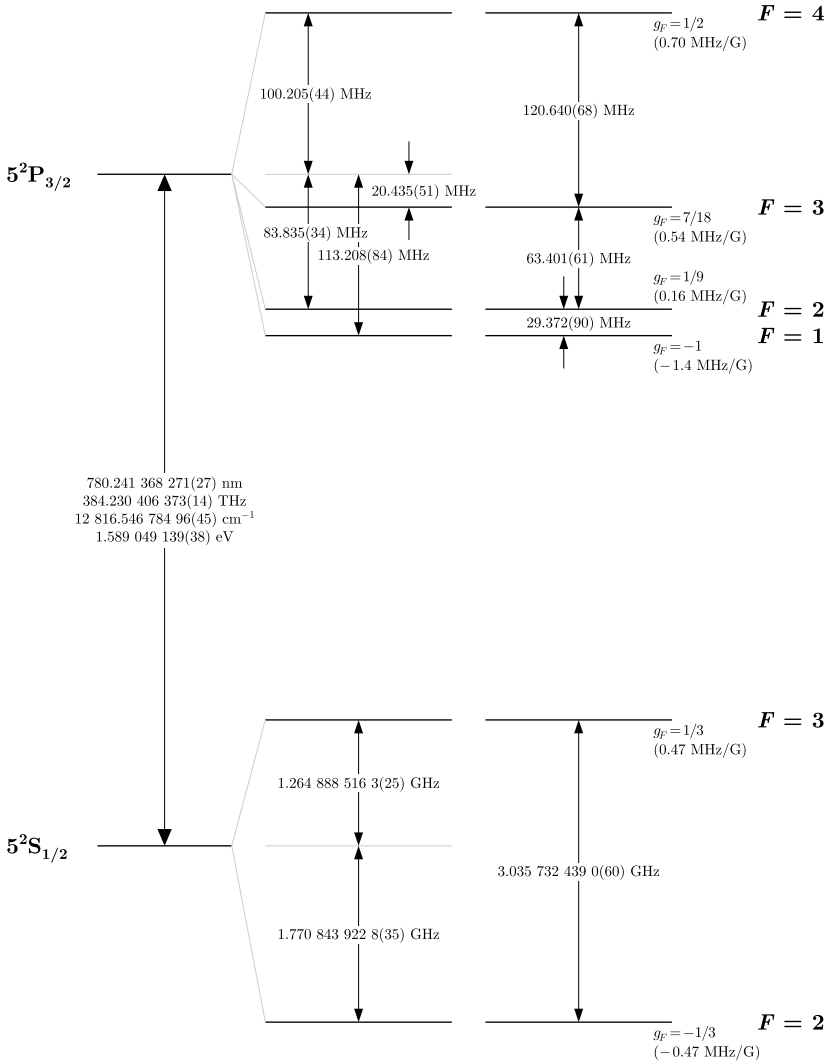 F = 4
g_F = 1/2
(0.70 MHz/G)
100.205(44) MHz
120.640(68) MHz
5²P₃/₂
20.435(51) MHz
F = 3
g_F = 7/18
(0.54 MHz/G)
83.835(34) MHz
113.208(84) MHz
63.401(61) MHz
g_F = 1/9
(0.16 MHz/G)
F = 2
29.372(90) MHz
F = 1
g_F = −1
(−1.4 MHz/G)
780.241 368 271(27) nm
384.230 406 373(14) THz
12 816.546 784 96(45) cm⁻¹
1.589 049 139(38) eV
F = 3
g_F = 1/3
(0.47 MHz/G)
1.264 888 516 3(25) GHz
5²S₁/₂
3.035 732 439 0(60) GHz
1.770 843 922 8(35) GHz
F = 2
g_F = −1/3
(−0.47 MHz/G)